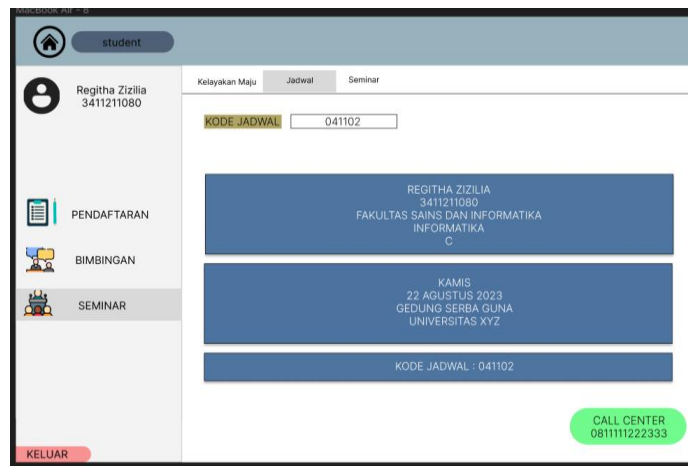 MacBook Air - 8
student
Regitha Zizilia
3411211080
Kelayakan Maju
Jadwal
Seminar
KODE JADWAL
041102
REGITHA ZIZILIA
3411211080
FAKULTAS SAINS DAN INFORMATIKA
INFORMATIKA
C
PENDAFTARAN
BIMBINGAN
SEMINAR
KAMIS
22 AGUSTUS 2023
GEDUNG SERBA GUNA
UNIVERSITAS XYZ
KODE JADWAL : 041102
CALL CENTER
0811111222333
KELUAR